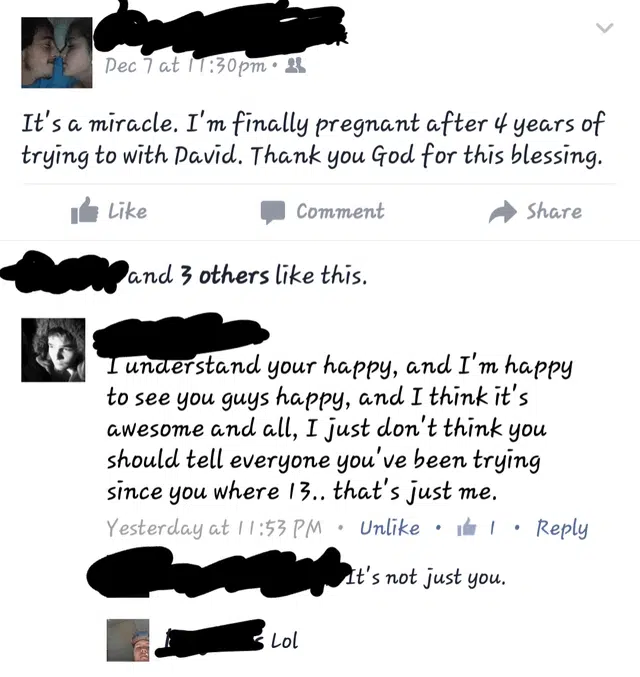 Dec 7 at 11:30pm •
It's a miracle. I'm finally pregnant after 4 years of
trying to with David. Thank you God for this blessing.
Like Comment Share
and 3 others like this.
I understand your happy, and I'm happy
to see you guys happy, and I think it's
awesome and all, I just don't think you
should tell everyone you've been trying
since you where 13.. that's just me.
Yesterday at 11:53 PM • Unlike • 1 • Reply
It's not just you.
Lol